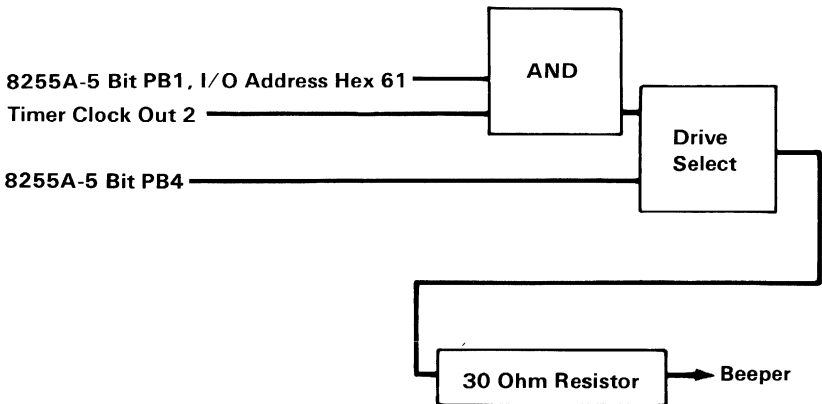 AND
8255A-5 Bit PB1, I/O Address Hex 61
Timer Clock Out 2
Drive
Select
8255A-5 Bit PB4
30 Ohm Resistor
Beeper